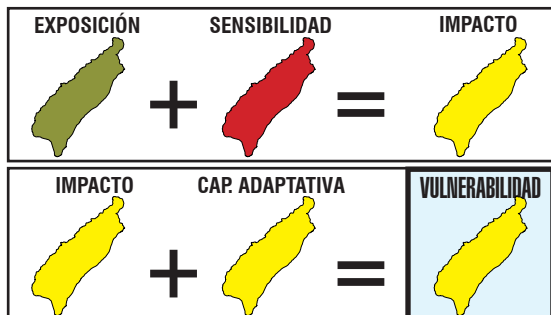 EXPOSICIÓN SENSIBILIDAD IMPACTO
+ =
IMPACTO CAP. ADAPTATIVA VULNERABILIDAD
+ =